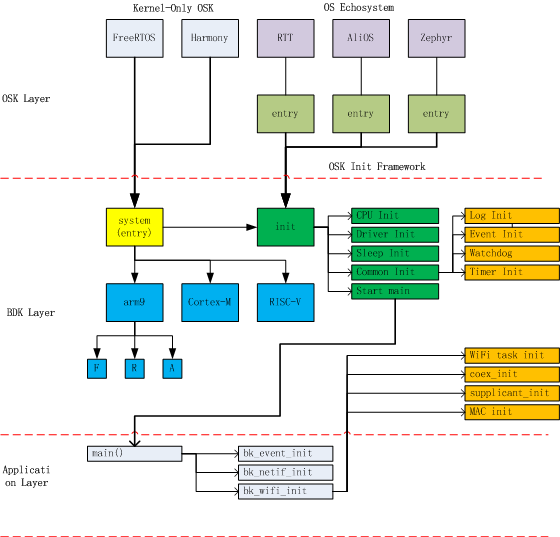 Kernel-Only OSK
OS Echosystem
FreeRTOS
Harmony
RTT
AliOS
Zephyr
OSK Layer
entry
entry
entry
OSK Init Framework
system
(entry)
init
CPU Init
Driver Init
Sleep Init
Common Init
Start main
Log Init
Event Init
Watchdog
Timer Init
BDK Layer
arm9
Cortex-M
RISC-V
F
R
A
WiFi task init
coex_init
supplicant_init
MAC init
Applicati
on Layer
main()
bk_event_init
bk_netif_init
bk_wifi_init